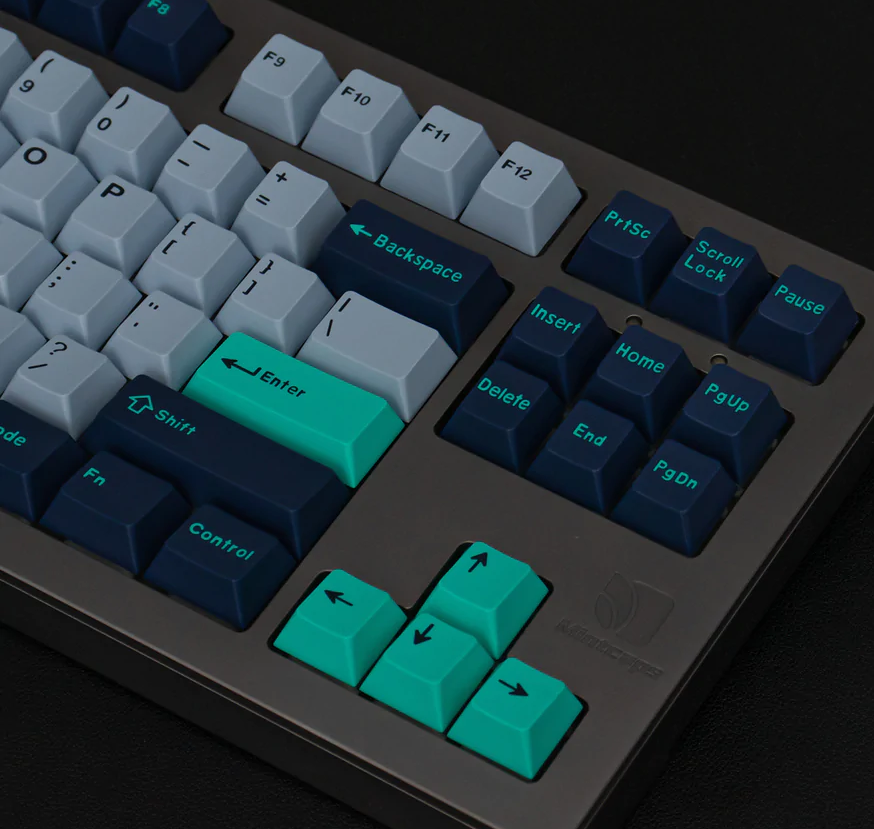 F8
F9
F10
F11
F12
PrtSc
Scroll
Lock
Pause
(
9
)
0
—
-
+
=
← Backspace
Insert
Home
PgUp
O
P
{
[
}
]
|
\
Delete
End
PgDn
:
;
"
'
Enter
?
/
Shift
↑
Fn
Control
←
↓
→